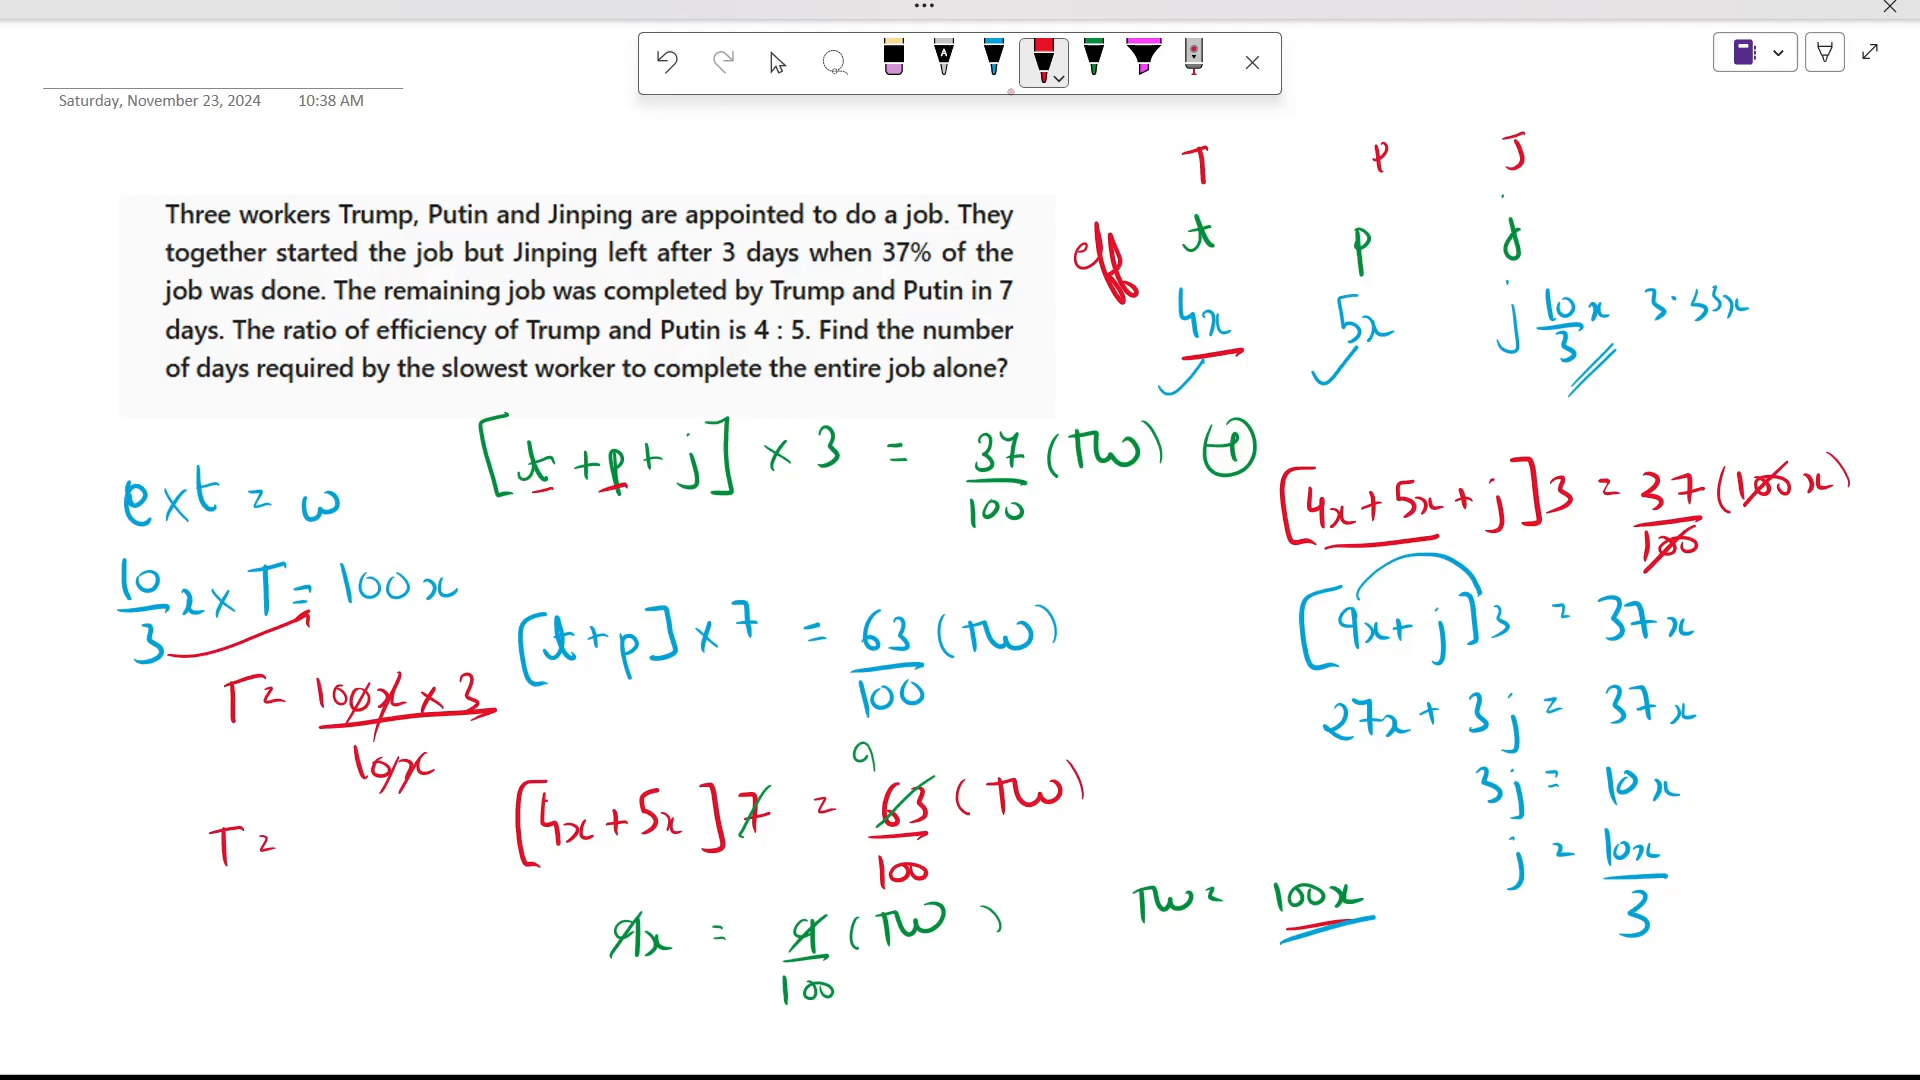 Saturday, November 23, 2024 10:38 AM
Three workers Trump, Putin and Jinping are appointed to do a job. They
together started the job but Jinping left after 3 days when 37% of the
job was done. The remaining job was completed by Trump and Putin in 7
days. The ratio of efficiency of Trump and Putin is 4 : 5. Find the number
of days required by the slowest worker to complete the entire job alone?
T P J
eff t p j
4x 5x j 10/3 x 3.33x
[t + p + j] × 3 = 37/100 (TW) ①
e × t = w
10/3 x × T = 100x
T = 100x × 3 / 10x
T =
[t + p] × 7 = 63/100 (TW)
9
[4x + 5x] 7 = 63/100 (TW)
9x = 9/100 (TW)
TW = 100x
[4x + 5x + j] 3 = 37/100 (100x)
[9x + j] 3 = 37x
27x + 3j = 37x
3j = 10x
j = 10x/3